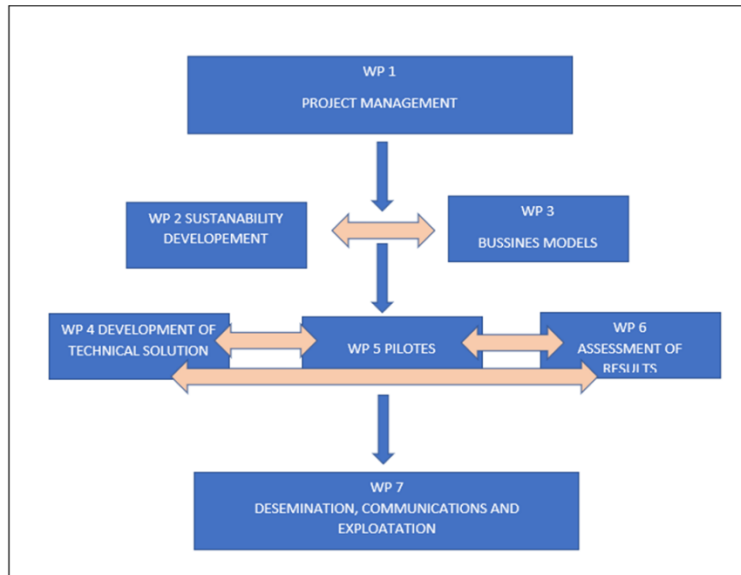 WP 1
PROJECT MANAGEMENT
WP 2 SUSTANABILITY
DEVELOPEMENT
WP 3
BUSSINES MODELS
WP 4 DEVELOPMENT OF
TECHNICAL SOLUTION
WP 5 PILOTES
WP 6
ASSESSMENT OF
RESULTS
WP 7
DESEMINATION, COMMUNICATIONS AND
EXPLOATATION